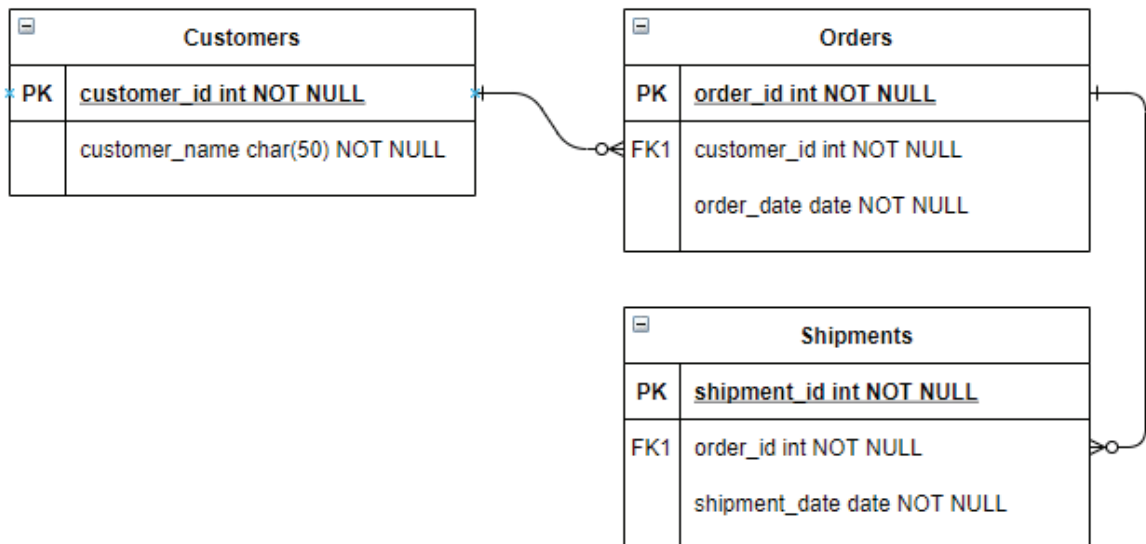 Customers
PK customer_id int NOT NULL
customer_name char(50) NOT NULL
Orders
PK order_id int NOT NULL
FK1 customer_id int NOT NULL
order_date date NOT NULL
Shipments
PK shipment_id int NOT NULL
FK1 order_id int NOT NULL
shipment_date date NOT NULL